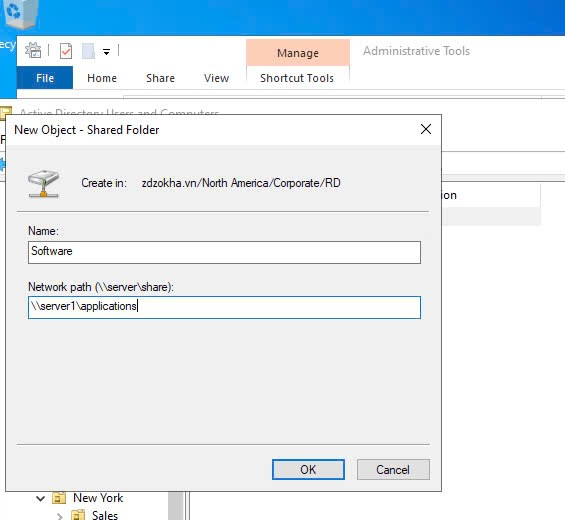 ecy
Manage
Administrative Tools
File
Home
Share
View
Shortcut Tools
Active Directory Users and Computers
New Object - Shared Folder
Create in:
zdzokha.vn/North America/Corporate/RD
ion
Name:
Software
Network path (\\server\share):
\\server1\applications
OK
Cancel
New York
Sales